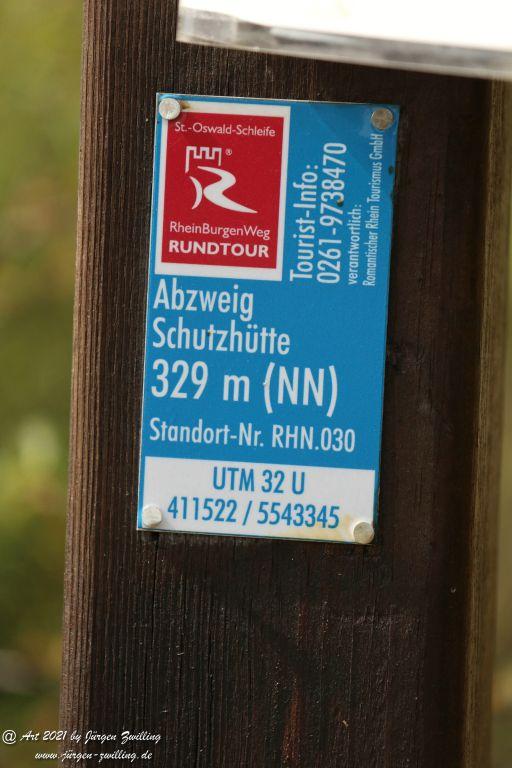 St.-Oswald-Schleife
®
RheinBurgenWeg
RUNDTOUR
Tourist-Info:
0261-9738470
verantwortlich:
Romantischer Rhein Tourismus GmbH
Abzweig
Schutzhütte
329 m (NN)
Standort-Nr. RHN.030
UTM 32 U
411522 / 5543345
@ Art 2021 by Jürgen Zwilling
www-jürgen-zwilling.de